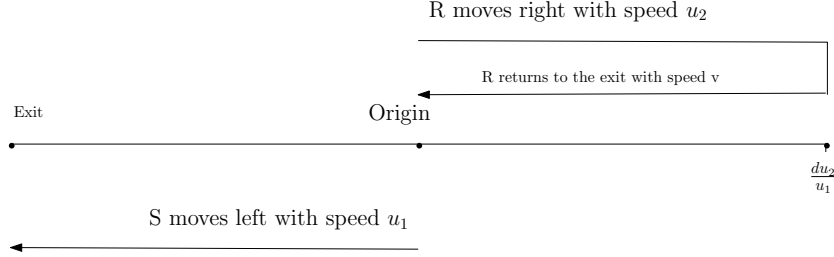 R moves right with speed u₂
R returns to the exit with speed v
Exit
Origin
du₂/u₁
S moves left with speed u₁